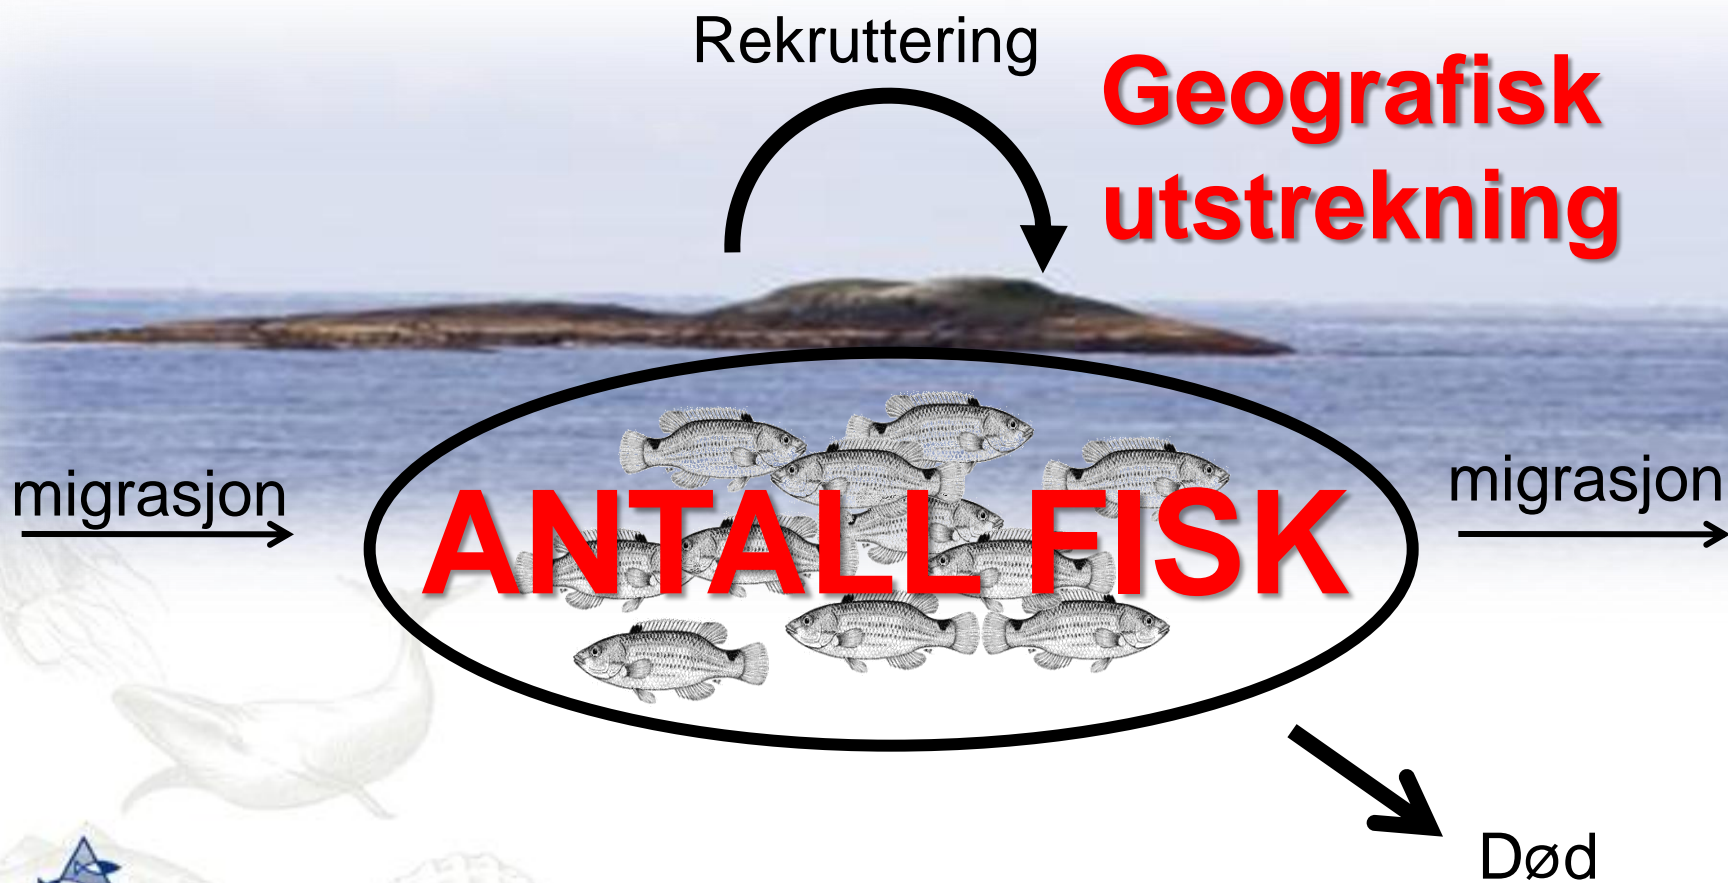 Rekruttering
Geografisk
utstrekning
migrasjon
ANTALL FISK
migrasjon
Død